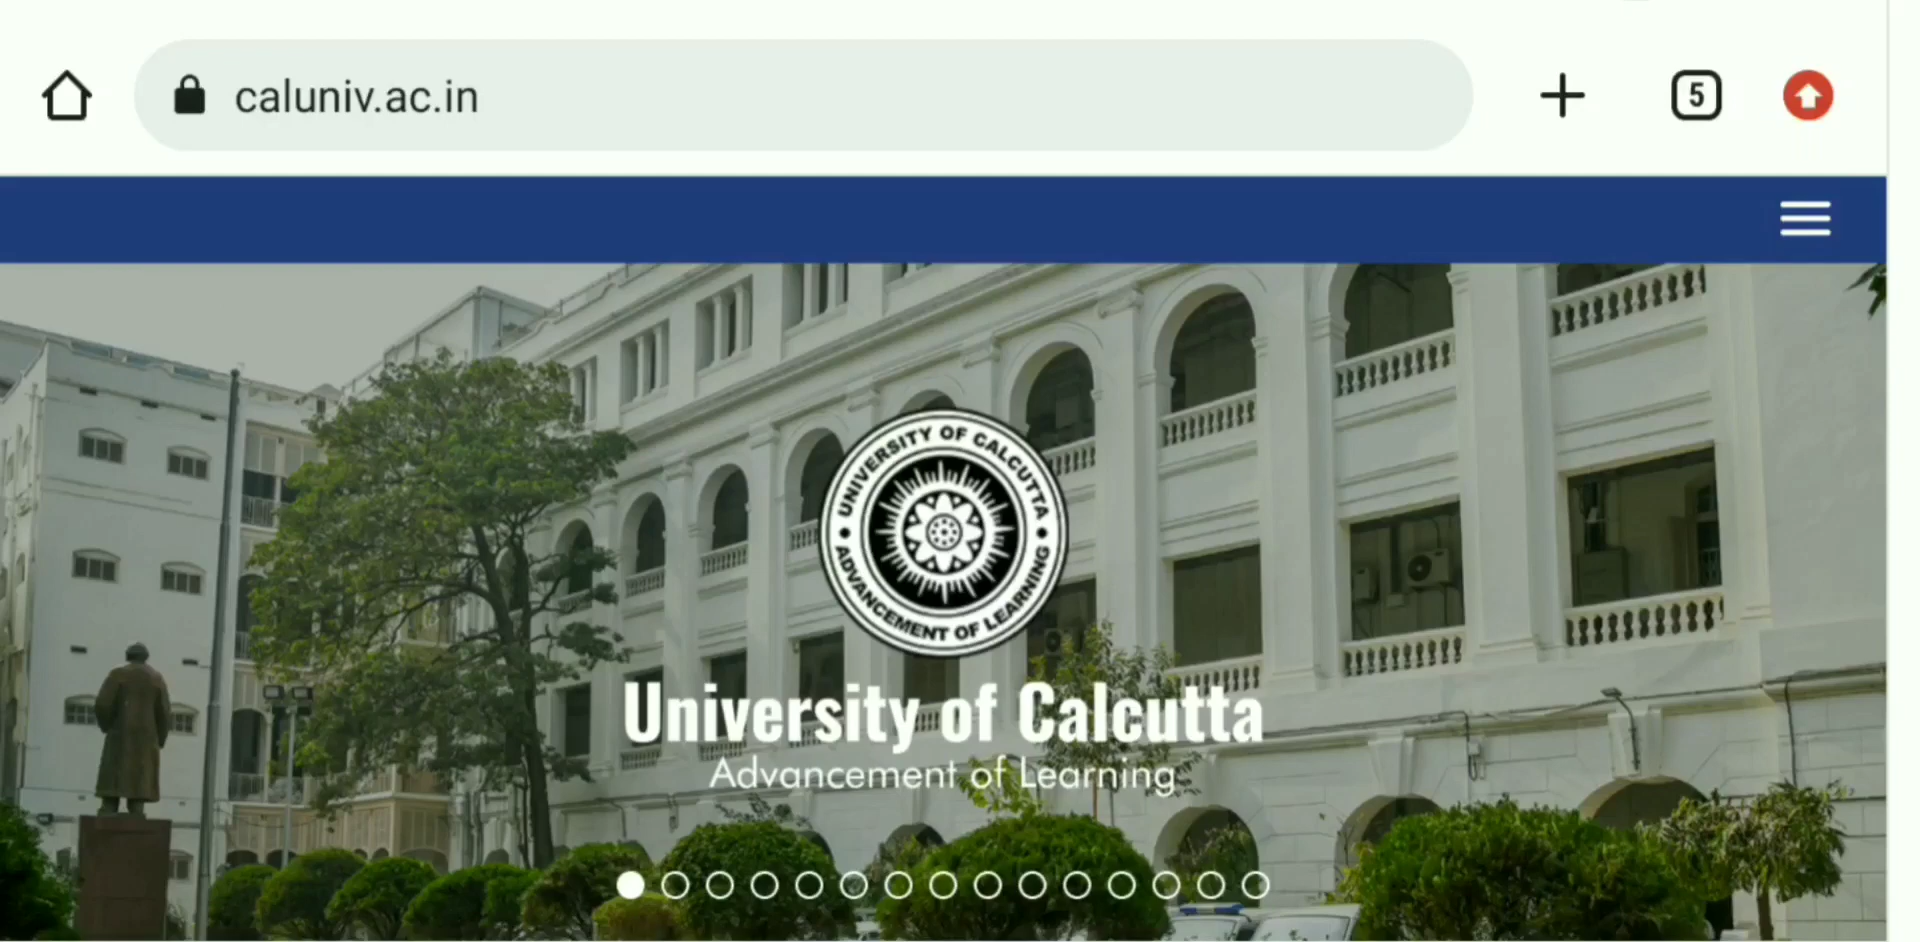 caluniv.ac.in
5
UNIVERSITY OF CALCUTTA
ADVANCEMENT OF LEARNING
University of Calcutta
Advancement of Learning